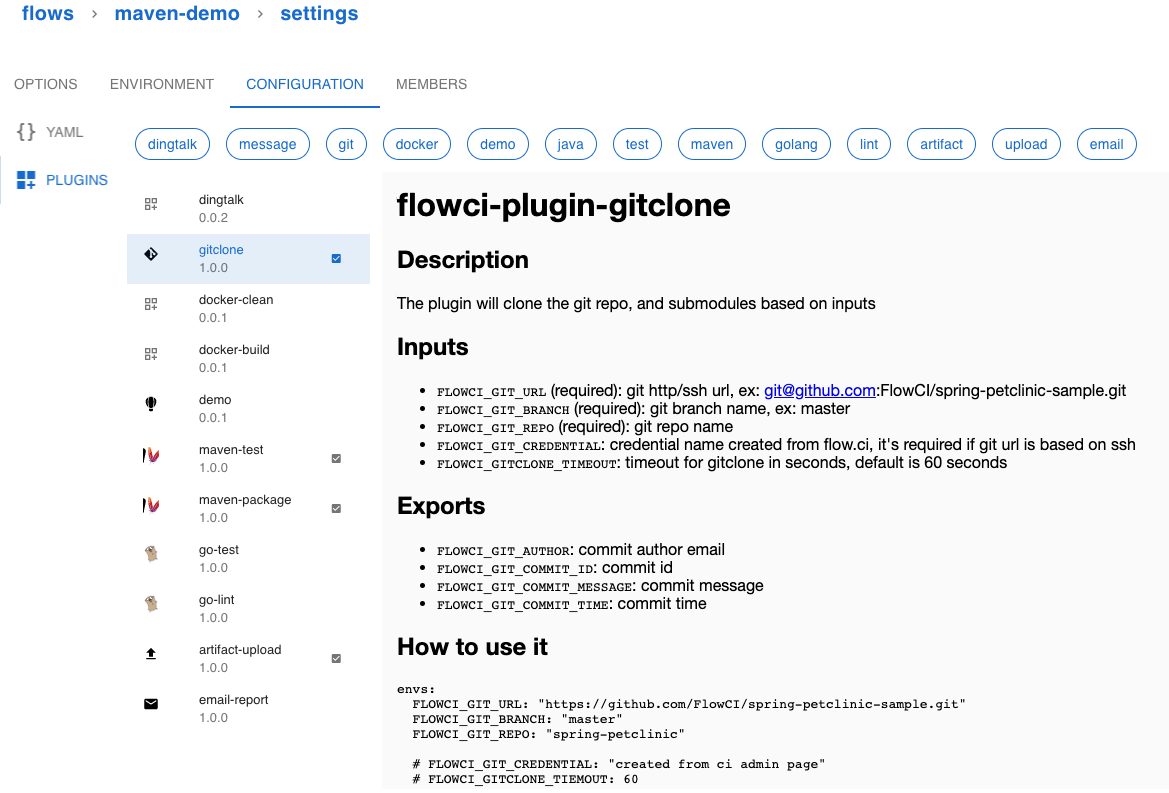 flows › maven-demo › settings
OPTIONS ENVIRONMENT CONFIGURATION MEMBERS
{} YAML
PLUGINS
dingtalk message git docker demo java test maven golang lint artifact upload email
dingtalk
0.0.2
gitclone
1.0.0
docker-clean
0.0.1
docker-build
0.0.1
demo
0.0.1
maven-test
1.0.0
maven-package
1.0.0
go-test
1.0.0
go-lint
1.0.0
artifact-upload
1.0.0
email-report
1.0.0
flowci-plugin-gitclone
Description
The plugin will clone the git repo, and submodules based on inputs
Inputs
• FLOWCI_GIT_URL (required): git http/ssh url, ex: git@github.com:FlowCI/spring-petclinic-sample.git
• FLOWCI_GIT_BRANCH (required): git branch name, ex: master
• FLOWCI_GIT_REPO (required): git repo name
• FLOWCI_GIT_CREDENTIAL: credential name created from flow.ci, it's required if git url is based on ssh
• FLOWCI_GITCLONE_TIMEOUT: timeout for gitclone in seconds, default is 60 seconds
Exports
• FLOWCI_GIT_AUTHOR: commit author email
• FLOWCI_GIT_COMMIT_ID: commit id
• FLOWCI_GIT_COMMIT_MESSAGE: commit message
• FLOWCI_GIT_COMMIT_TIME: commit time
How to use it
envs:
  FLOWCI_GIT_URL: "https://github.com/FlowCI/spring-petclinic-sample.git"
  FLOWCI_GIT_BRANCH: "master"
  FLOWCI_GIT_REPO: "spring-petclinic"
  # FLOWCI_GIT_CREDENTIAL: "created from ci admin page"
  # FLOWCI_GITCLONE_TIEMOUT: 60